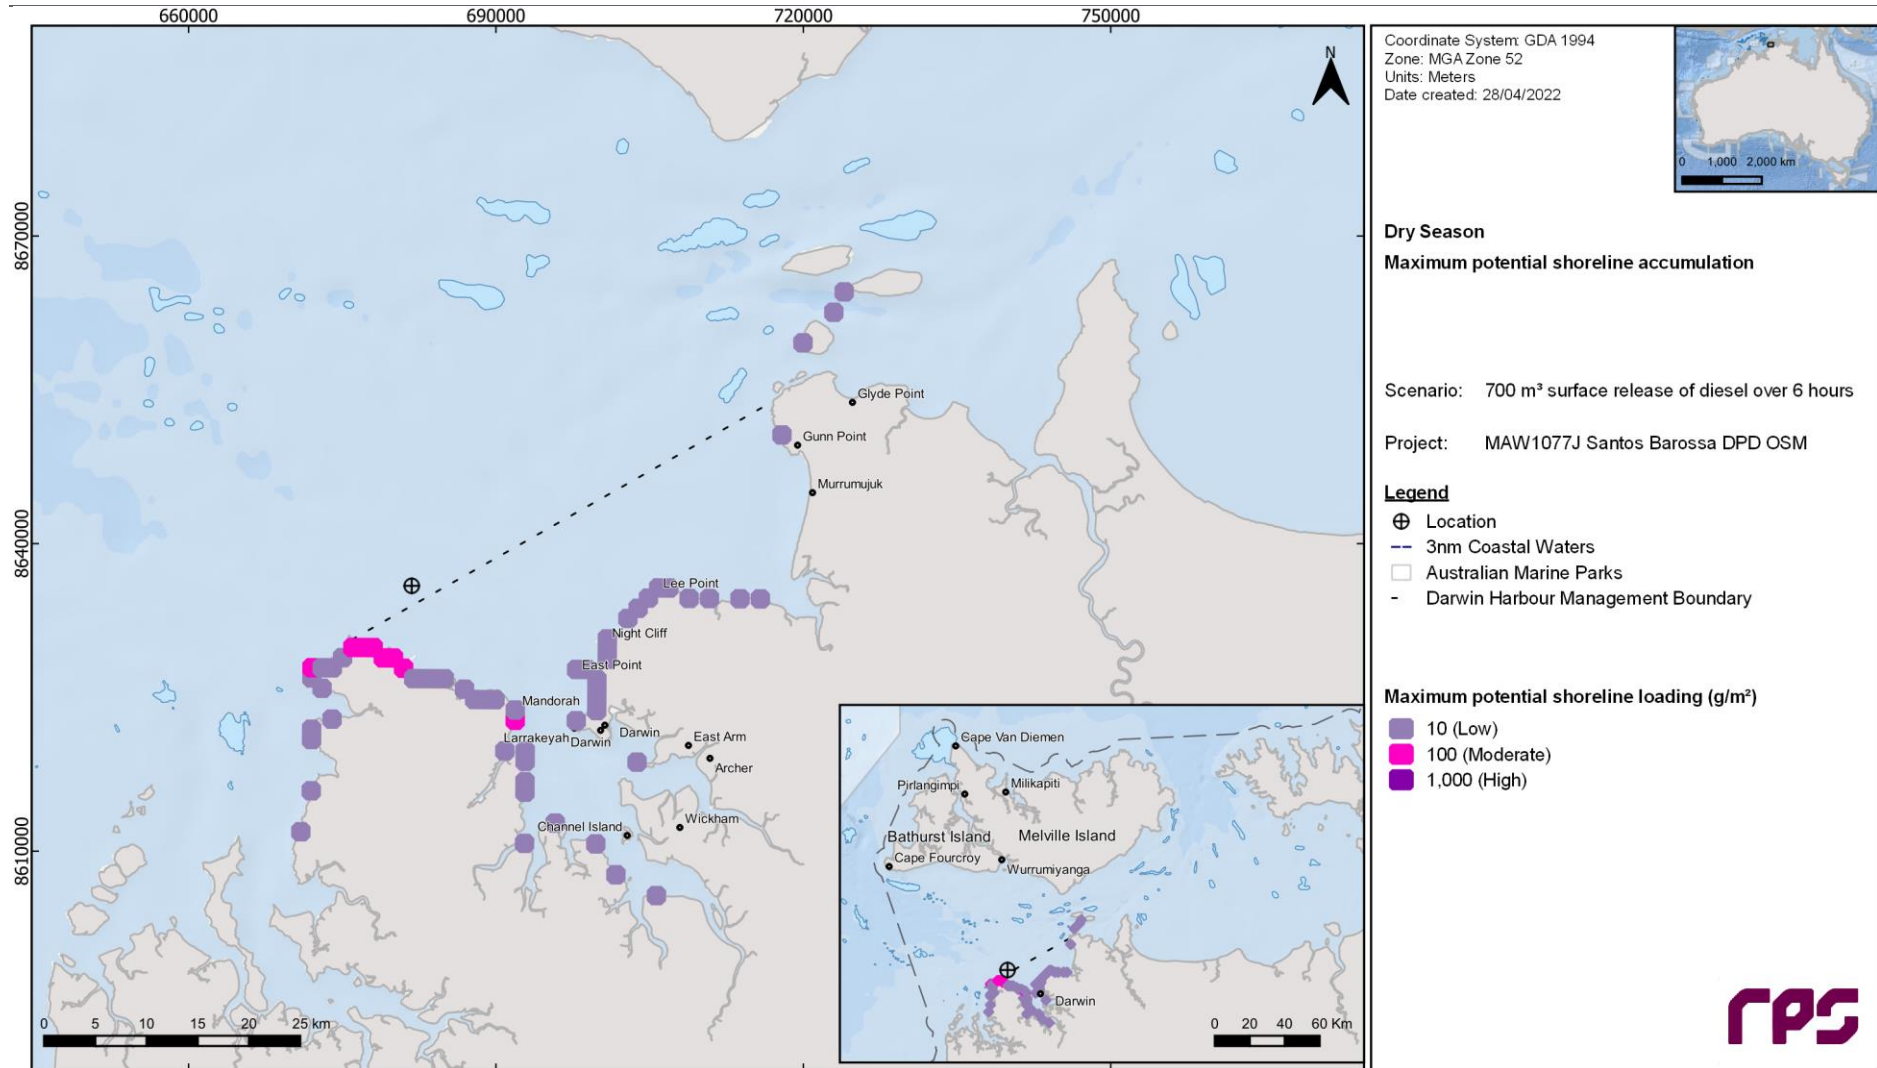 660000
690000
720000
750000
8670000
8640000
8610000
N
Glyde Point
Gunn Point
Murrumujuk
Lee Point
Night Cliff
East Point
Mandorah
Larrakeyah
Darwin
Darwin
East Arm
Archer
Wickham
Channel Island
0 5 10 15 20 25 km
Cape Van Diemen
Pirlangimpi
Milikapiti
Bathurst Island
Melville Island
Cape Fourcroy
Wurrumiyanga
Darwin
0 20 40 60 Km
Coordinate System: GDA 1994
Zone: MGA Zone 52
Units: Meters
Date created: 28/04/2022
0 1,000 2,000 km
Dry Season
Maximum potential shoreline accumulation
Scenario: 700 m³ surface release of diesel over 6 hours
Project: MAW1077J Santos Barossa DPD OSM
Legend
Location
3nm Coastal Waters
Australian Marine Parks
Darwin Harbour Management Boundary
Maximum potential shoreline loading (g/m²)
10 (Low)
100 (Moderate)
1,000 (High)
rps